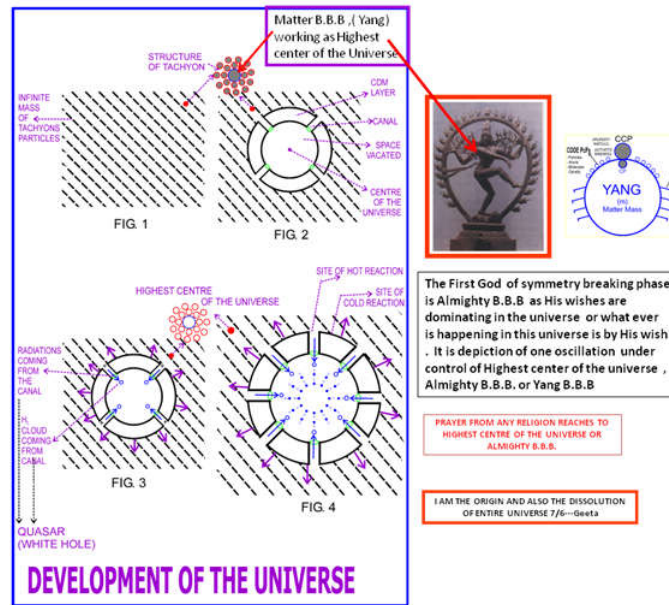 Matter B.B.B ,( Yang)
working as Highest
center of the Universe
STRUCTURE
OF TACHYON
INFINITE
MASS
OF
TACHYONS
PARTICLES
CDM
LAYER
CANAL
SPACE
VACATED
CENTRE
OF THE
UNIVERSE
FIG. 1
FIG. 2
CCP
CODE PcPs
YANG
(m)
Matter Mass
HIGHEST CENTRE
OF THE UNIVERSE
SITE OF HOT REACTION
SITE OF
COLD REACTION
RADIATIONS
COMING
FROM
THE
CANAL
H,
CLOUD
COMING
FROM
CANAL
FIG. 3
FIG. 4
QUASAR
(WHITE HOLE)
DEVELOPMENT OF THE UNIVERSE
The First God of symmetry breaking phase
is Almighty B.B.B as His wishes are
dominating in the universe or what ever
is happening in this universe is by His wish
. It is depiction of one oscillation under
control of Highest center of the universe ,
Almighty B.B.B. or Yang B.B.B
PRAYER FROM ANY RELIGION REACHES TO
HIGHEST CENTRE OF THE UNIVERSE OR
ALMIGHTY B.B.B.
I AM THE ORIGIN AND ALSO THE DISSOLUTION
OF ENTIRE UNIVERSE 7/6---Geeta